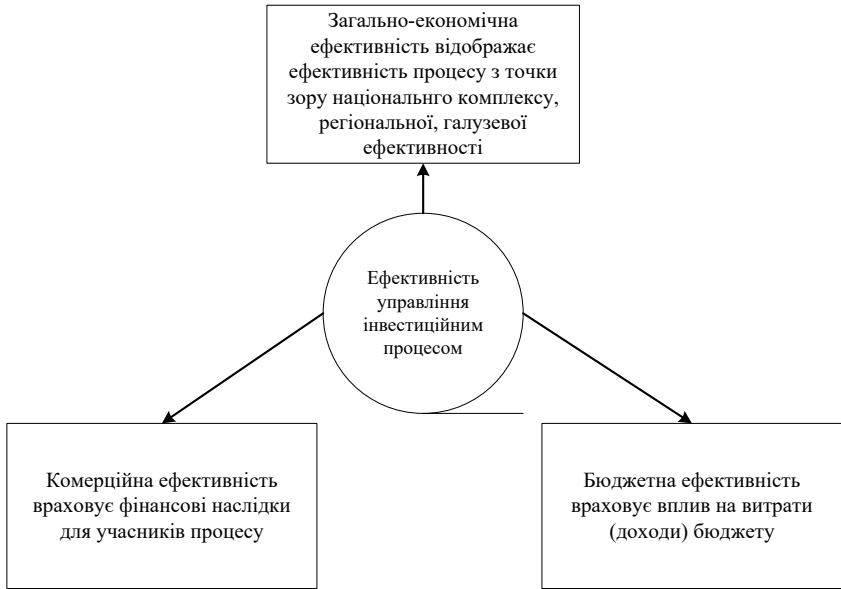 Загально-економічна
ефективність відображає
ефективність процесу з точки
зору національнго комплексу,
регіональної, галузевої
ефективності
Ефективність
управління
інвестиційним
процесом
Комерційна ефективність
враховує фінансові наслідки
для учасників процесу
Бюджетна ефективність
враховує вплив на витрати
(доходи) бюджету